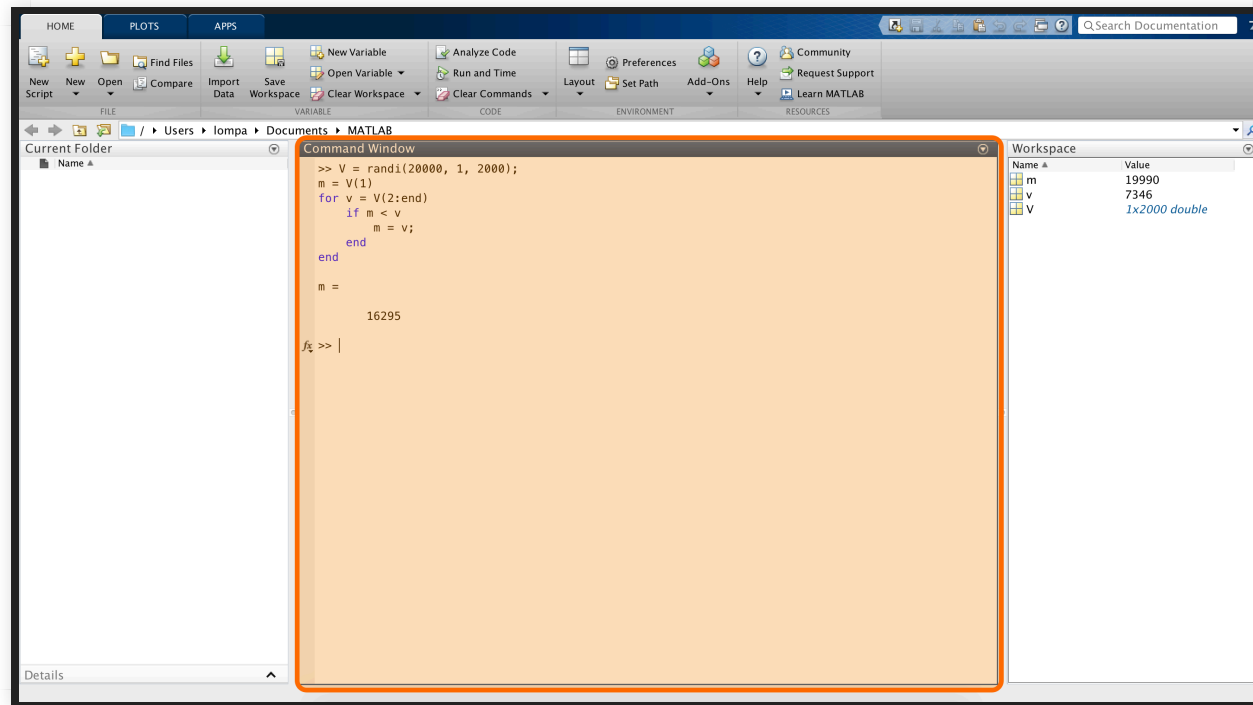 HOME PLOTS APPS Search Documentation
New Script New Open Find Files Compare
FILE
Import Data Save Workspace New Variable Open Variable Clear Workspace
VARIABLE
Analyze Code Run and Time Clear Commands
CODE
Layout Preferences Set Path Add-Ons
ENVIRONMENT
Help Community Request Support Learn MATLAB
RESOURCES
/ Users lompa Documents MATLAB
Current Folder
Name
Details
Command Window
>> V = randi(20000, 1, 2000);
m = V(1)
for v = V(2:end)
if m < v
m = v;
end
end
m =
16295
fx >>
Workspace
Name Value
m 19990
v 7346
V 1x2000 double